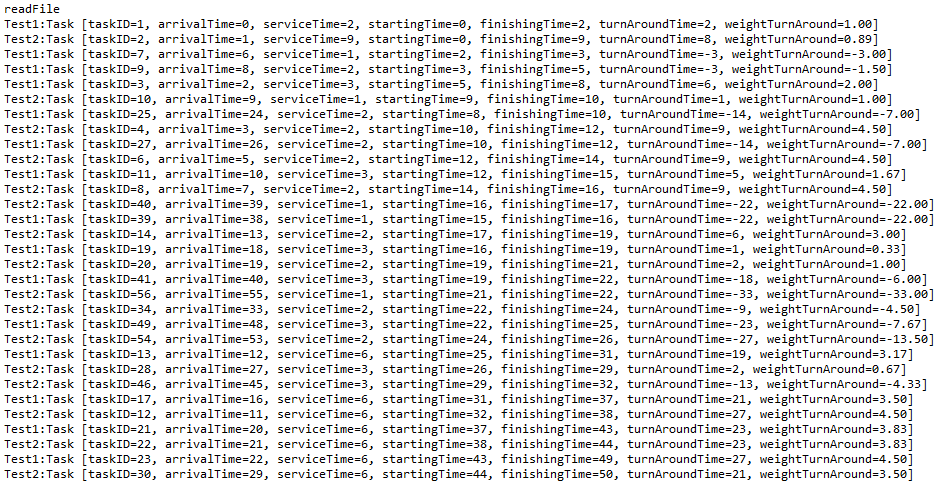 readFile
Test1:Task [taskID=1, arrivalTime=0, serviceTime=2, startingTime=0, finishingTime=2, turnAroundTime=2, weightTurnAround=1.00]
Test2:Task [taskID=2, arrivalTime=1, serviceTime=9, startingTime=0, finishingTime=9, turnAroundTime=8, weightTurnAround=0.89]
Test1:Task [taskID=7, arrivalTime=6, serviceTime=1, startingTime=2, finishingTime=3, turnAroundTime=-3, weightTurnAround=-3.00]
Test1:Task [taskID=9, arrivalTime=8, serviceTime=2, startingTime=3, finishingTime=5, turnAroundTime=-3, weightTurnAround=-1.50]
Test1:Task [taskID=3, arrivalTime=2, serviceTime=3, startingTime=5, finishingTime=8, turnAroundTime=6, weightTurnAround=2.00]
Test2:Task [taskID=10, arrivalTime=9, serviceTime=1, startingTime=9, finishingTime=10, turnAroundTime=1, weightTurnAround=1.00]
Test1:Task [taskID=25, arrivalTime=24, serviceTime=2, startingTime=8, finishingTime=10, turnAroundTime=-14, weightTurnAround=-7.00]
Test2:Task [taskID=4, arrivalTime=3, serviceTime=2, startingTime=10, finishingTime=12, turnAroundTime=9, weightTurnAround=4.50]
Test1:Task [taskID=27, arrivalTime=26, serviceTime=2, startingTime=10, finishingTime=12, turnAroundTime=-14, weightTurnAround=-7.00]
Test2:Task [taskID=6, arrivalTime=5, serviceTime=2, startingTime=12, finishingTime=14, turnAroundTime=9, weightTurnAround=4.50]
Test1:Task [taskID=11, arrivalTime=10, serviceTime=3, startingTime=12, finishingTime=15, turnAroundTime=5, weightTurnAround=1.67]
Test2:Task [taskID=8, arrivalTime=7, serviceTime=2, startingTime=14, finishingTime=16, turnAroundTime=9, weightTurnAround=4.50]
Test2:Task [taskID=40, arrivalTime=39, serviceTime=1, startingTime=16, finishingTime=17, turnAroundTime=-22, weightTurnAround=-22.00]
Test1:Task [taskID=39, arrivalTime=38, serviceTime=1, startingTime=15, finishingTime=16, turnAroundTime=-22, weightTurnAround=-22.00]
Test2:Task [taskID=14, arrivalTime=13, serviceTime=2, startingTime=17, finishingTime=19, turnAroundTime=6, weightTurnAround=3.00]
Test1:Task [taskID=19, arrivalTime=18, serviceTime=3, startingTime=16, finishingTime=19, turnAroundTime=1, weightTurnAround=0.33]
Test2:Task [taskID=20, arrivalTime=19, serviceTime=2, startingTime=19, finishingTime=21, turnAroundTime=2, weightTurnAround=1.00]
Test1:Task [taskID=41, arrivalTime=40, serviceTime=3, startingTime=19, finishingTime=22, turnAroundTime=-18, weightTurnAround=-6.00]
Test2:Task [taskID=56, arrivalTime=55, serviceTime=1, startingTime=21, finishingTime=22, turnAroundTime=-33, weightTurnAround=-33.00]
Test2:Task [taskID=34, arrivalTime=33, serviceTime=2, startingTime=22, finishingTime=24, turnAroundTime=-9, weightTurnAround=-4.50]
Test1:Task [taskID=49, arrivalTime=48, serviceTime=3, startingTime=22, finishingTime=25, turnAroundTime=-23, weightTurnAround=-7.67]
Test2:Task [taskID=54, arrivalTime=53, serviceTime=2, startingTime=24, finishingTime=26, turnAroundTime=-27, weightTurnAround=-13.50]
Test1:Task [taskID=13, arrivalTime=12, serviceTime=6, startingTime=25, finishingTime=31, turnAroundTime=19, weightTurnAround=3.17]
Test2:Task [taskID=28, arrivalTime=27, serviceTime=3, startingTime=26, finishingTime=29, turnAroundTime=2, weightTurnAround=0.67]
Test2:Task [taskID=46, arrivalTime=45, serviceTime=3, startingTime=29, finishingTime=32, turnAroundTime=-13, weightTurnAround=-4.33]
Test1:Task [taskID=17, arrivalTime=16, serviceTime=6, startingTime=31, finishingTime=37, turnAroundTime=21, weightTurnAround=3.50]
Test2:Task [taskID=12, arrivalTime=11, serviceTime=6, startingTime=32, finishingTime=38, turnAroundTime=27, weightTurnAround=4.50]
Test1:Task [taskID=21, arrivalTime=20, serviceTime=6, startingTime=37, finishingTime=43, turnAroundTime=23, weightTurnAround=3.83]
Test2:Task [taskID=22, arrivalTime=21, serviceTime=6, startingTime=38, finishingTime=44, turnAroundTime=23, weightTurnAround=3.83]
Test1:Task [taskID=23, arrivalTime=22, serviceTime=6, startingTime=43, finishingTime=49, turnAroundTime=27, weightTurnAround=4.50]
Test2:Task [taskID=30, arrivalTime=29, serviceTime=6, startingTime=44, finishingTime=50, turnAroundTime=21, weightTurnAround=3.50]